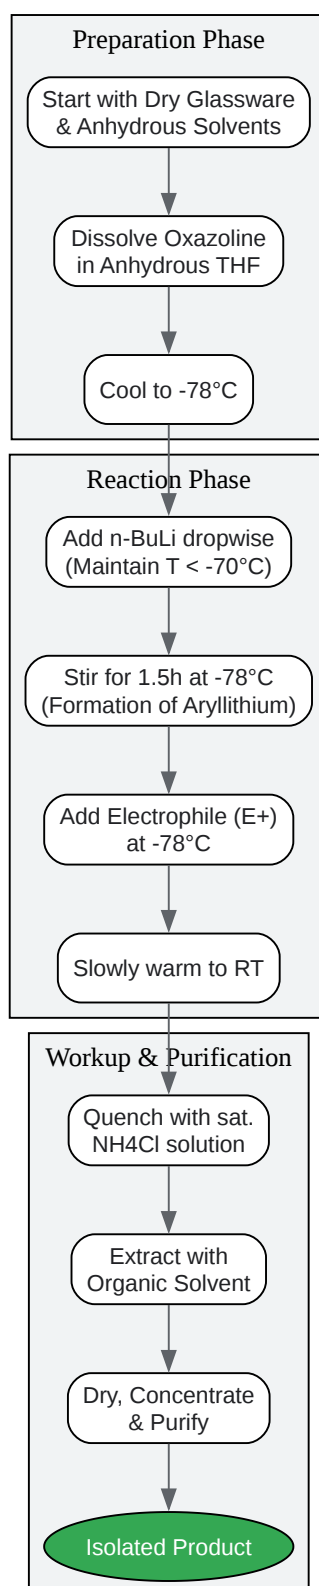 Preparation Phase
Start with Dry Glassware
& Anhydrous Solvents
Dissolve Oxazoline
in Anhydrous THF
Cool to -78°C
Reaction Phase
Add n-BuLi dropwise
(Maintain T < -70°C)
Stir for 1.5h at -78°C
(Formation of Aryllithium)
Add Electrophile (E+)
at -78°C
Slowly warm to RT
Workup & Purification
Quench with sat.
NH4Cl solution
Extract with
Organic Solvent
Dry, Concentrate
& Purify
Isolated Product